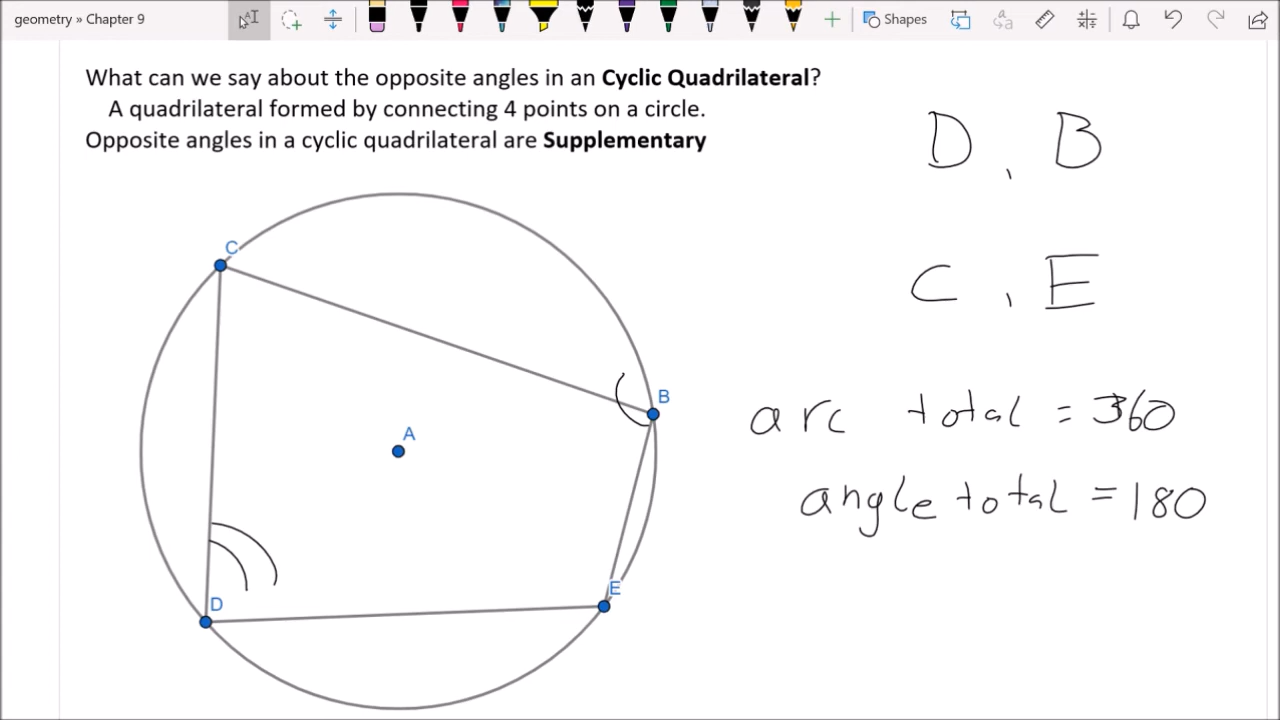 geometry » Chapter 9
Shapes
What can we say about the opposite angles in an Cyclic Quadrilateral?
A quadrilateral formed by connecting 4 points on a circle.
Opposite angles in a cyclic quadrilateral are Supplementary
D, B
C, E
arc total = 360
angle total = 180
C
B
A
D
E